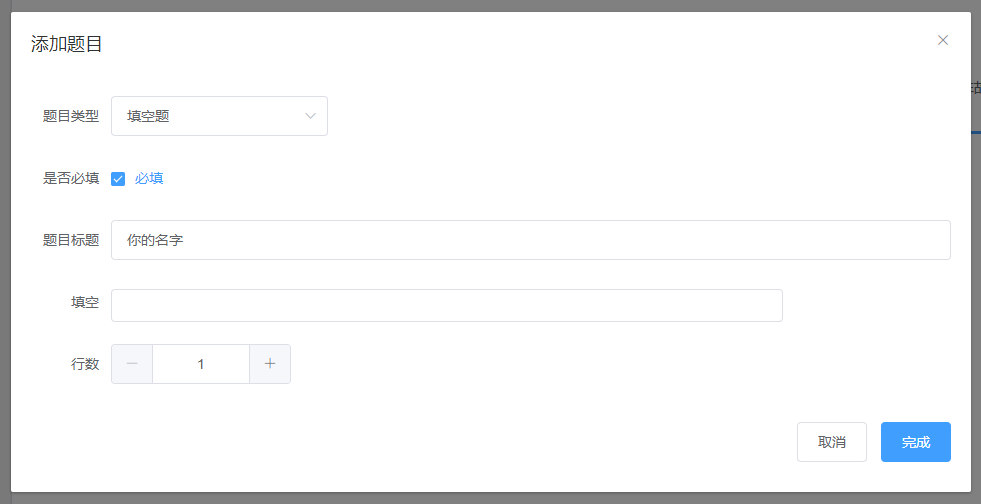 添加题目
题目类型 填空题
是否必填 必填
题目标题 你的名字
填空
行数 1
取消 完成